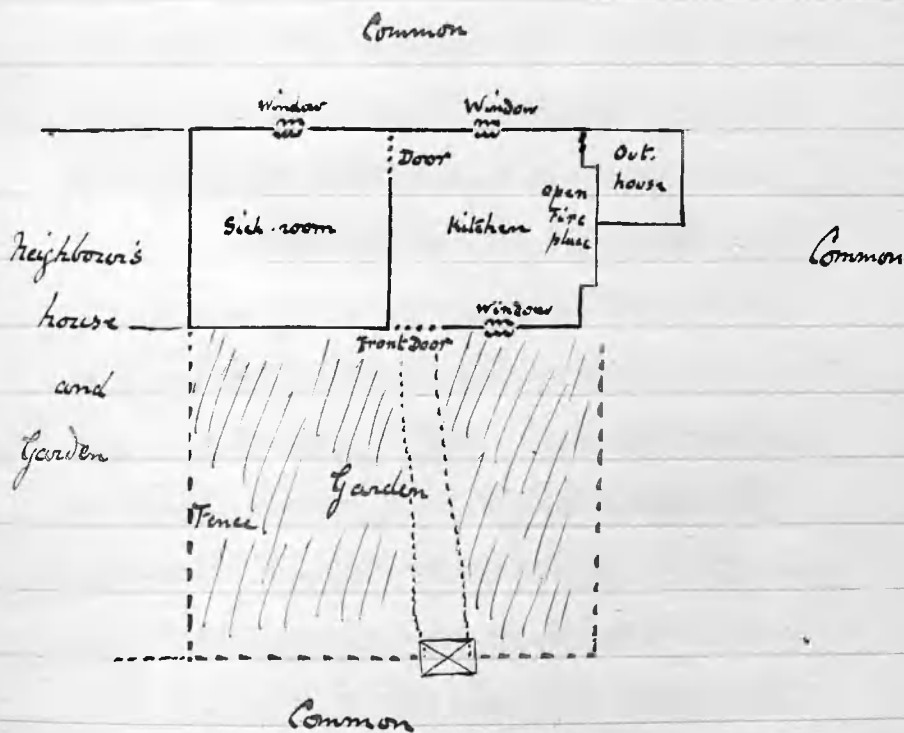 Common
Window
Window
Door
Out.
house
Sick-room
Kitchen
open
Fire
place
Neighbour's
house
and
Garden
Common
Window
Front Door
Garden
Fence
Common